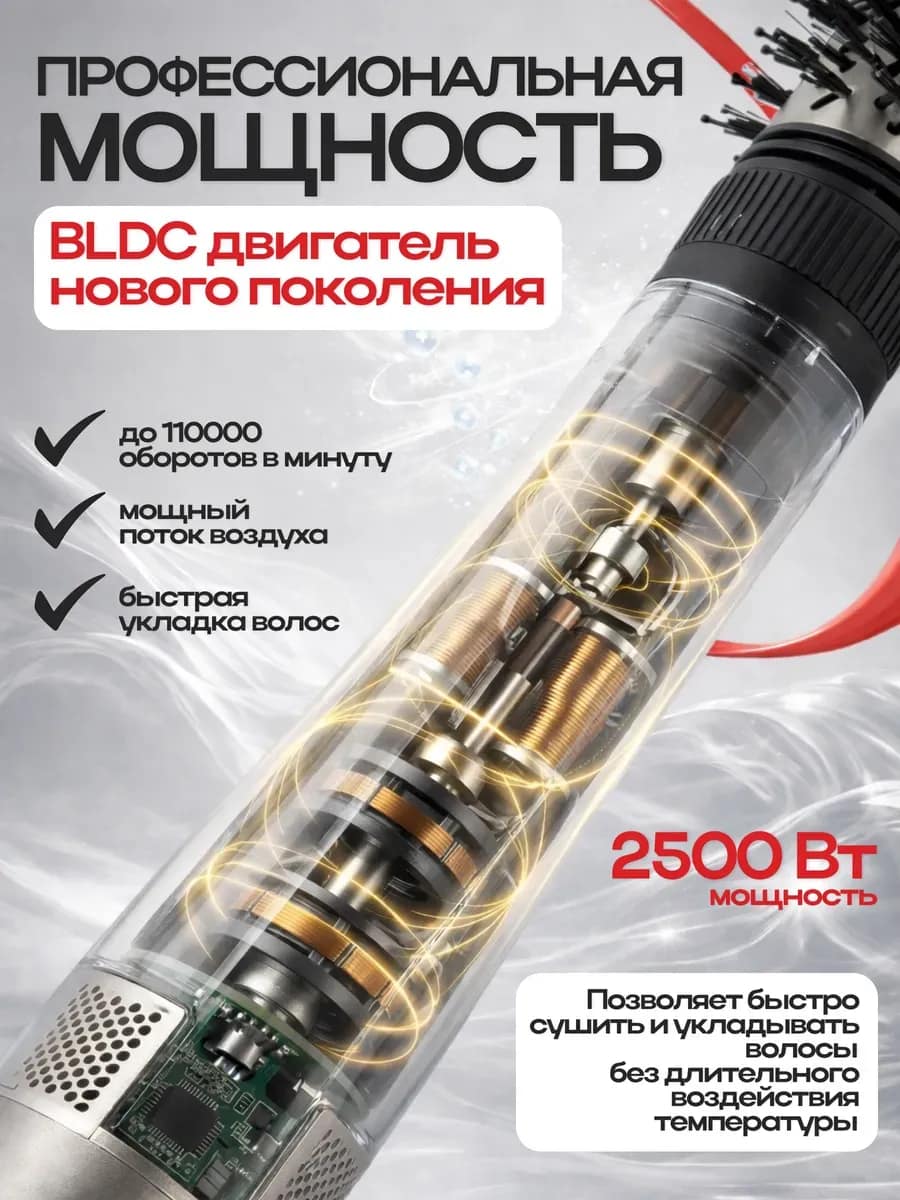 ПРОФЕССИОНАЛЬНАЯ
МОЩНОСТЬ
BLDC двигатель
нового поколения
до 110000
оборотов в минуту
мощный
поток воздуха
быстрая
укладка волос
2500 Вт
мощность
Позволяет быстро
сушить и укладывать
волосы
без длительного
воздействия
температуры